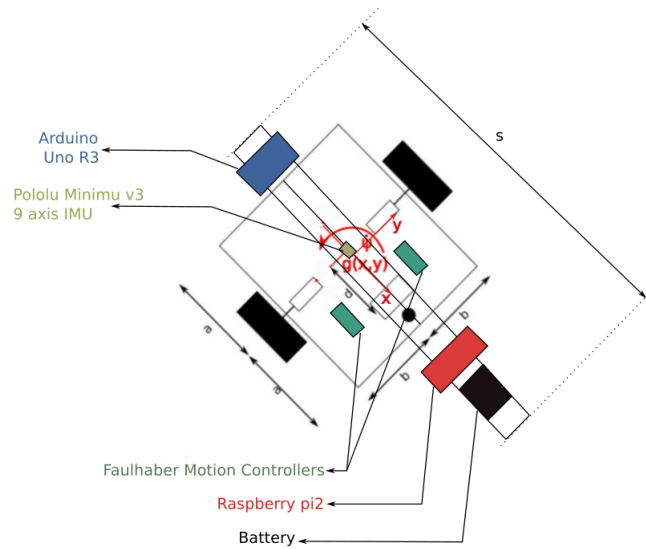 s
Arduino
Uno R3
Pololu Minimu v3
9 axis IMU
y
ψ̇
g(x,y)
x
d
a
a
b
b
Faulhaber Motion Controllers
Raspberry pi2
Battery